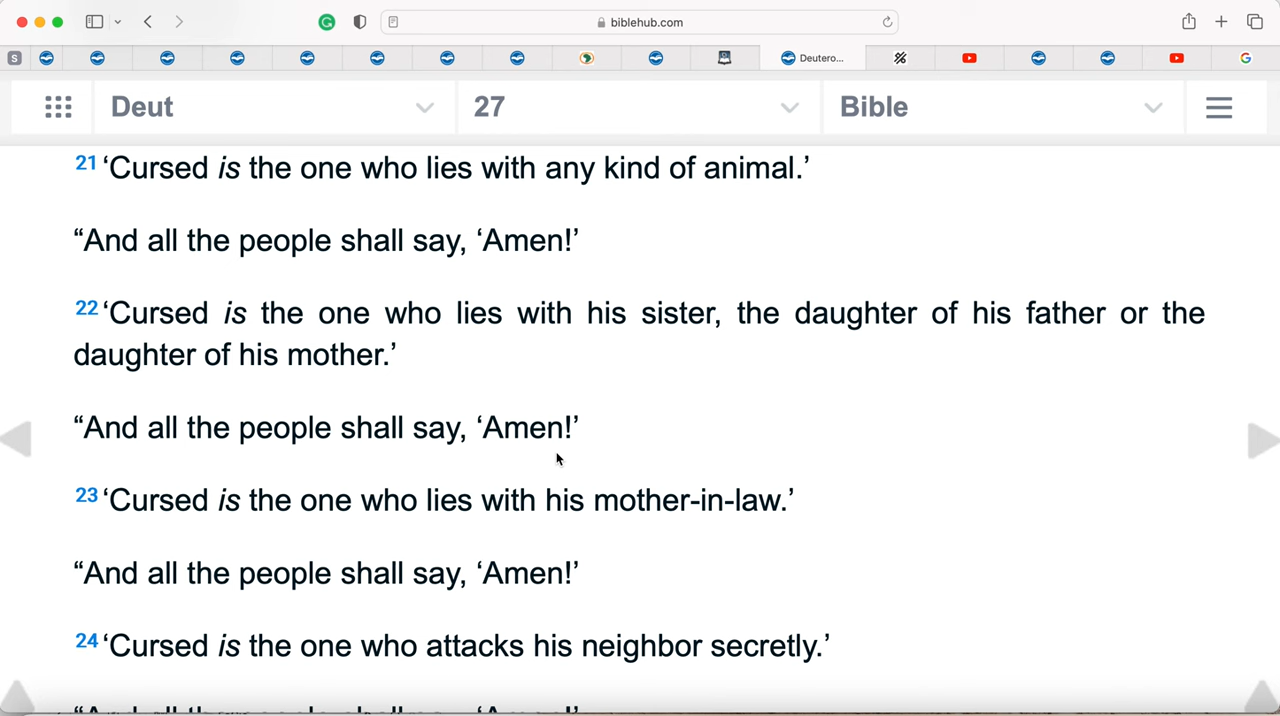 biblehub.com
S
Deutero...
Deut
27
Bible
21 ‘Cursed is the one who lies with any kind of animal.’
“And all the people shall say, ‘Amen!’
22 ‘Cursed is the one who lies with his sister, the daughter of his father or the
daughter of his mother.’
“And all the people shall say, ‘Amen!’
23 ‘Cursed is the one who lies with his mother-in-law.’
“And all the people shall say, ‘Amen!’
24 ‘Cursed is the one who attacks his neighbor secretly.’